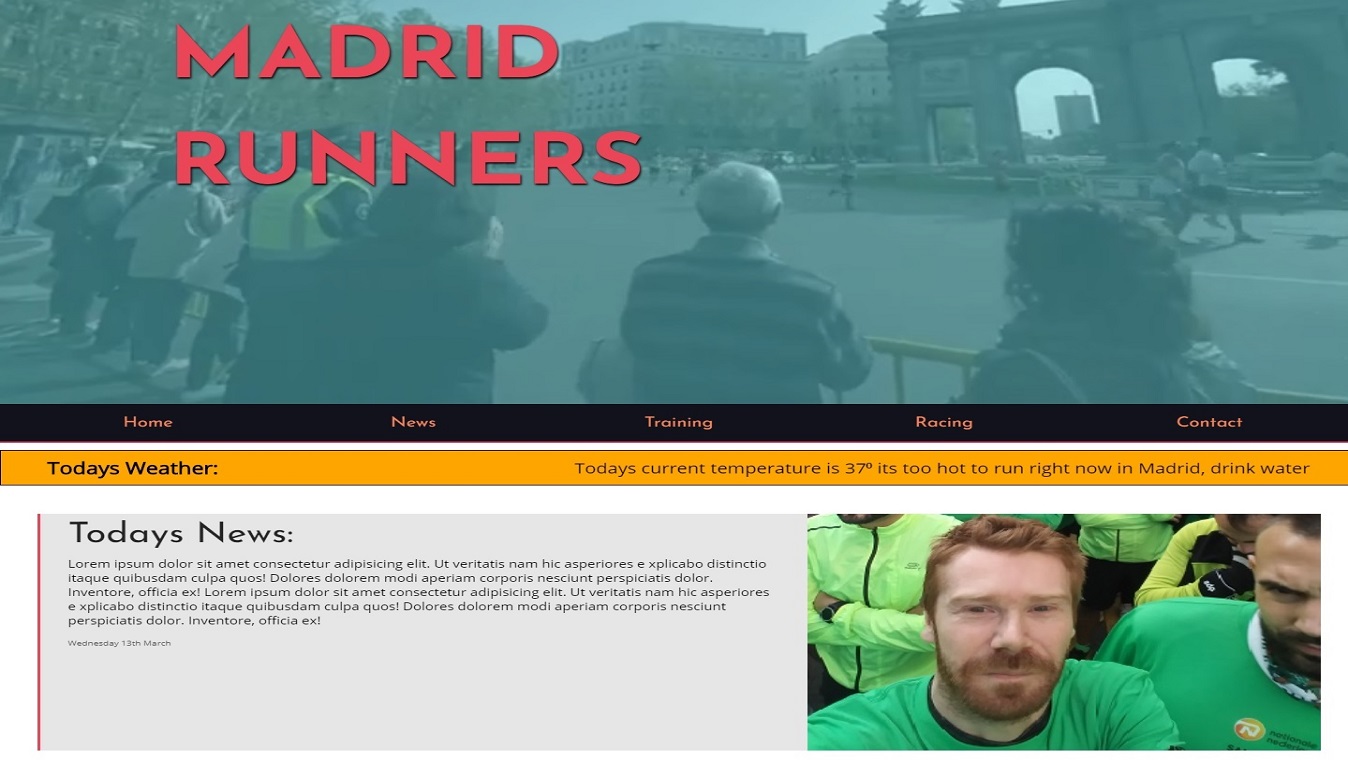 MADRID
RUNNERS
Home News Training Racing Contact
Todays Weather: Todays current temperature is 37º its too hot to run right now in Madrid, drink water
Todays News:
Lorem ipsum dolor sit amet consectetur adipisicing elit. Ut veritatis nam hic asperiores e xplicabo distinctio
itaque quibusdam culpa quos! Dolores dolorem modi aperiam corporis nesciunt perspiciatis dolor.
Inventore, officia ex! Lorem ipsum dolor sit amet consectetur adipisicing elit. Ut veritatis nam hic asperiores
e xplicabo distinctio itaque quibusdam culpa quos! Dolores dolorem modi aperiam corporis nesciunt
perspiciatis dolor. Inventore, officia ex!
Wednesday 13th March
nationale